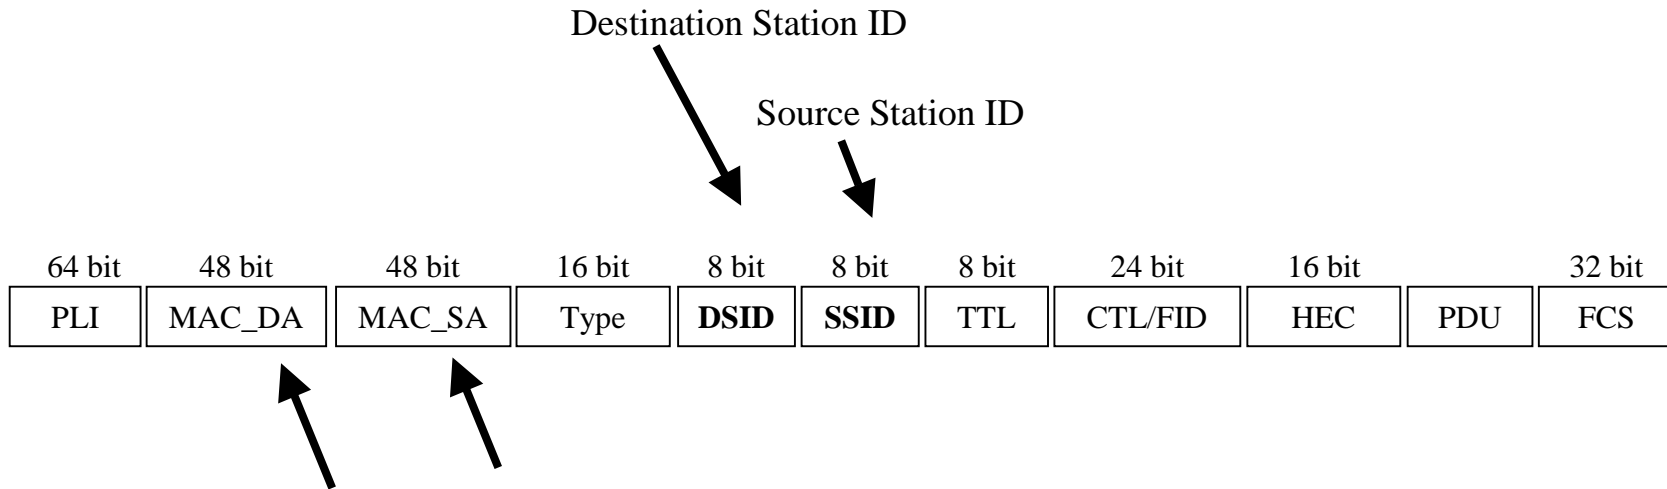 Destination Station ID
Source Station ID
64 bit 48 bit 48 bit 16 bit 8 bit 8 bit 8 bit 24 bit 16 bit 32 bit
PLI MAC_DA MAC_SA Type DSID SSID TTL CTL/FID HEC PDU FCS